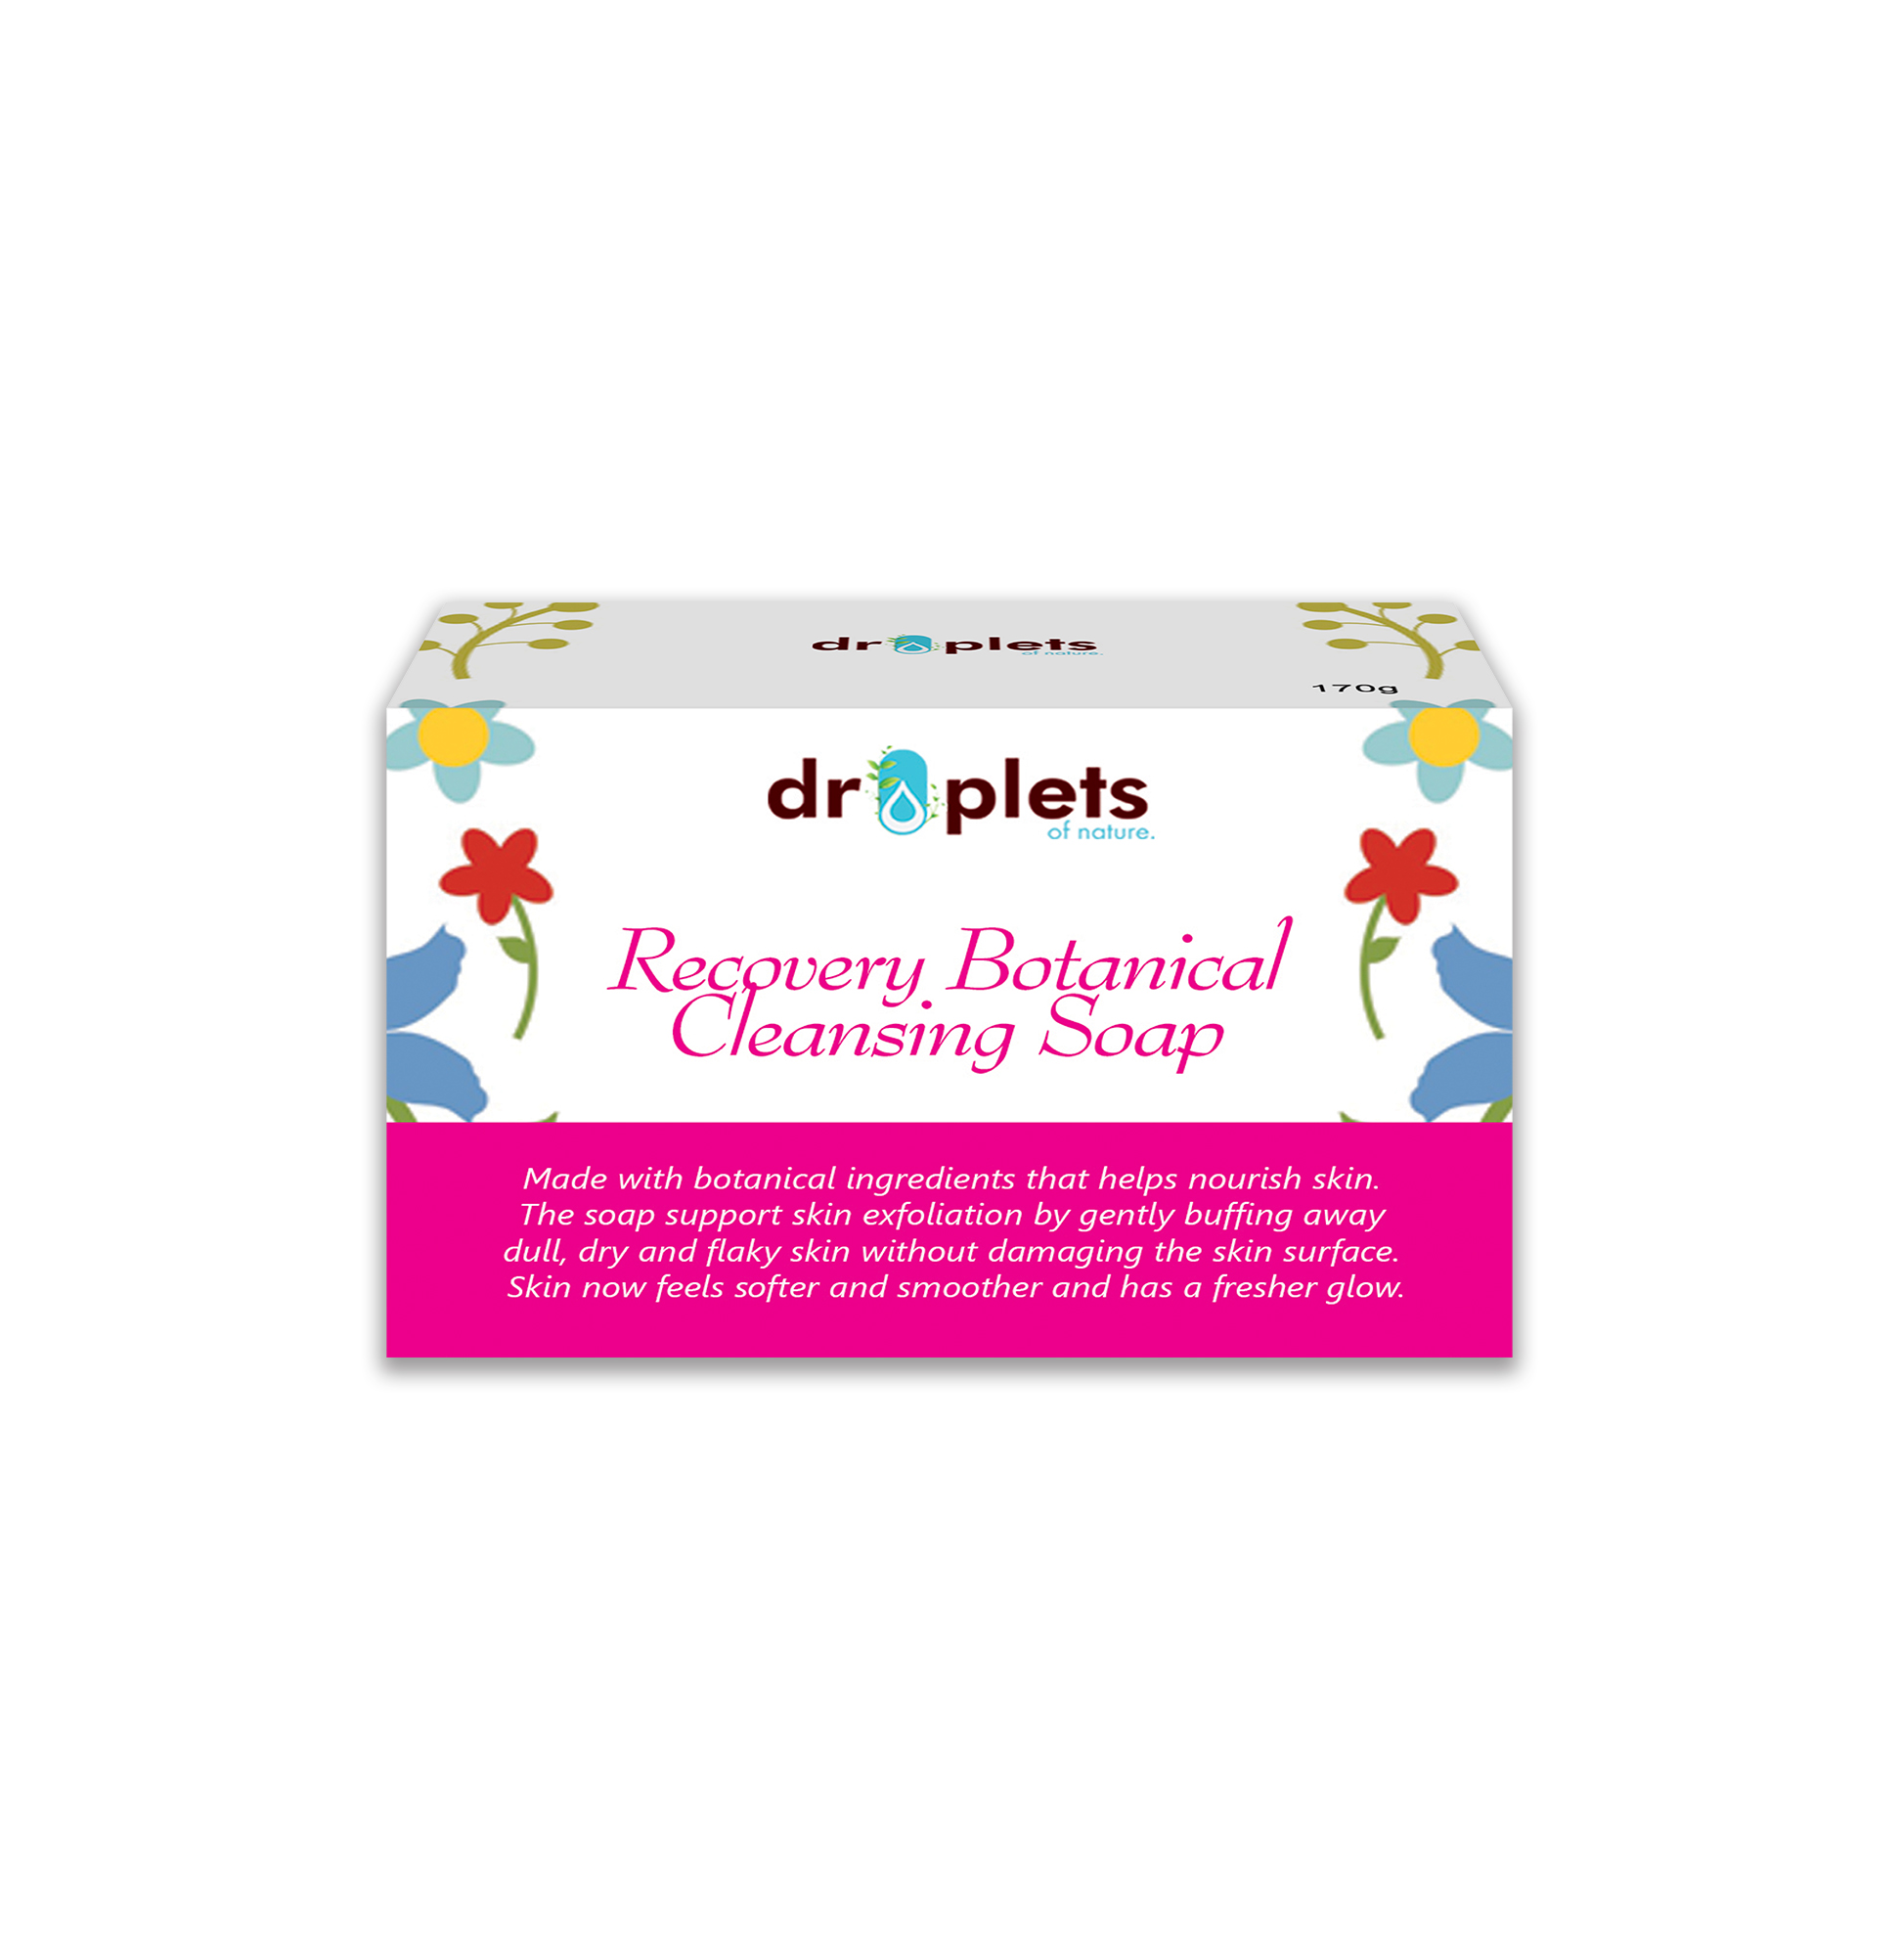 droplets
of nature.
170g
droplets
of nature.
Recovery Botanical
Cleansing Soap
Made with botanical ingredients that helps nourish skin.
The soap support skin exfoliation by gently buffing away
dull, dry and flaky skin without damaging the skin surface.
Skin now feels softer and smoother and has a fresher glow.